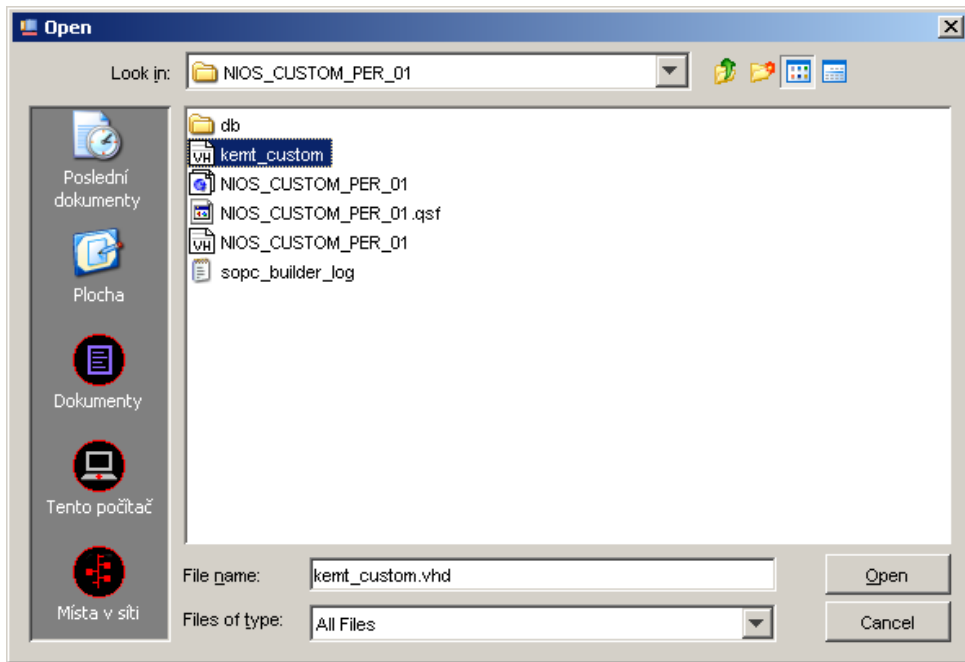 Open
Look in:
NIOS_CUSTOM_PER_01
Poslední
dokumenty
Plocha
Dokumenty
Tento počítač
Místa v síti
db
kemt_custom
NIOS_CUSTOM_PER_01
NIOS_CUSTOM_PER_01.qsf
NIOS_CUSTOM_PER_01
sopc_builder_log
File name:
kemt_custom.vhd
Open
Files of type:
All Files
Cancel